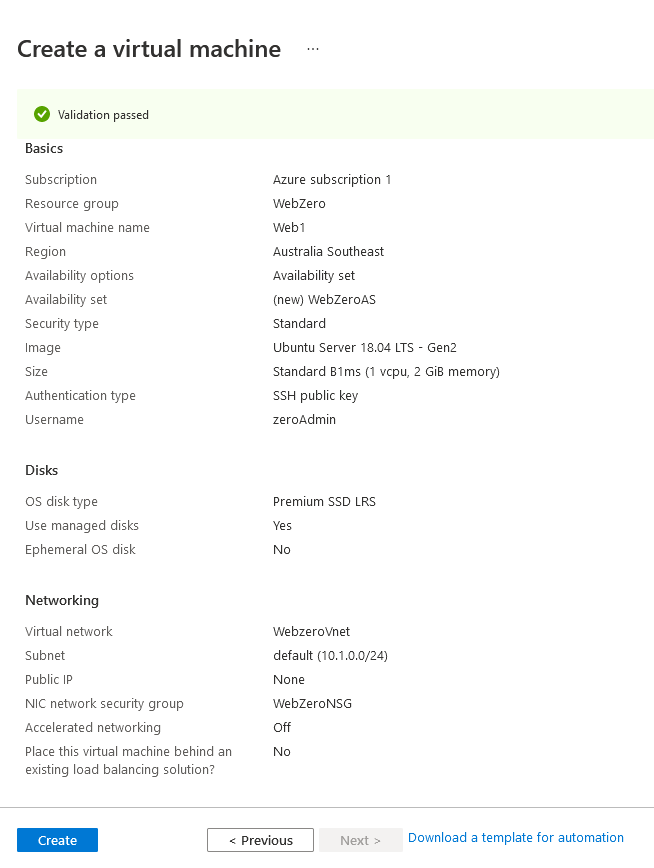 Create a virtual machine ...
Validation passed
Basics
Subscription Azure subscription 1
Resource group WebZero
Virtual machine name Web1
Region Australia Southeast
Availability options Availability set
Availability set (new) WebZeroAS
Security type Standard
Image Ubuntu Server 18.04 LTS - Gen2
Size Standard B1ms (1 vcpu, 2 GiB memory)
Authentication type SSH public key
Username zeroAdmin
Disks
OS disk type Premium SSD LRS
Use managed disks Yes
Ephemeral OS disk No
Networking
Virtual network WebzeroVnet
Subnet default (10.1.0.0/24)
Public IP None
NIC network security group WebZeroNSG
Accelerated networking Off
Place this virtual machine behind an No
existing load balancing solution?
Create < Previous Next > Download a template for automation